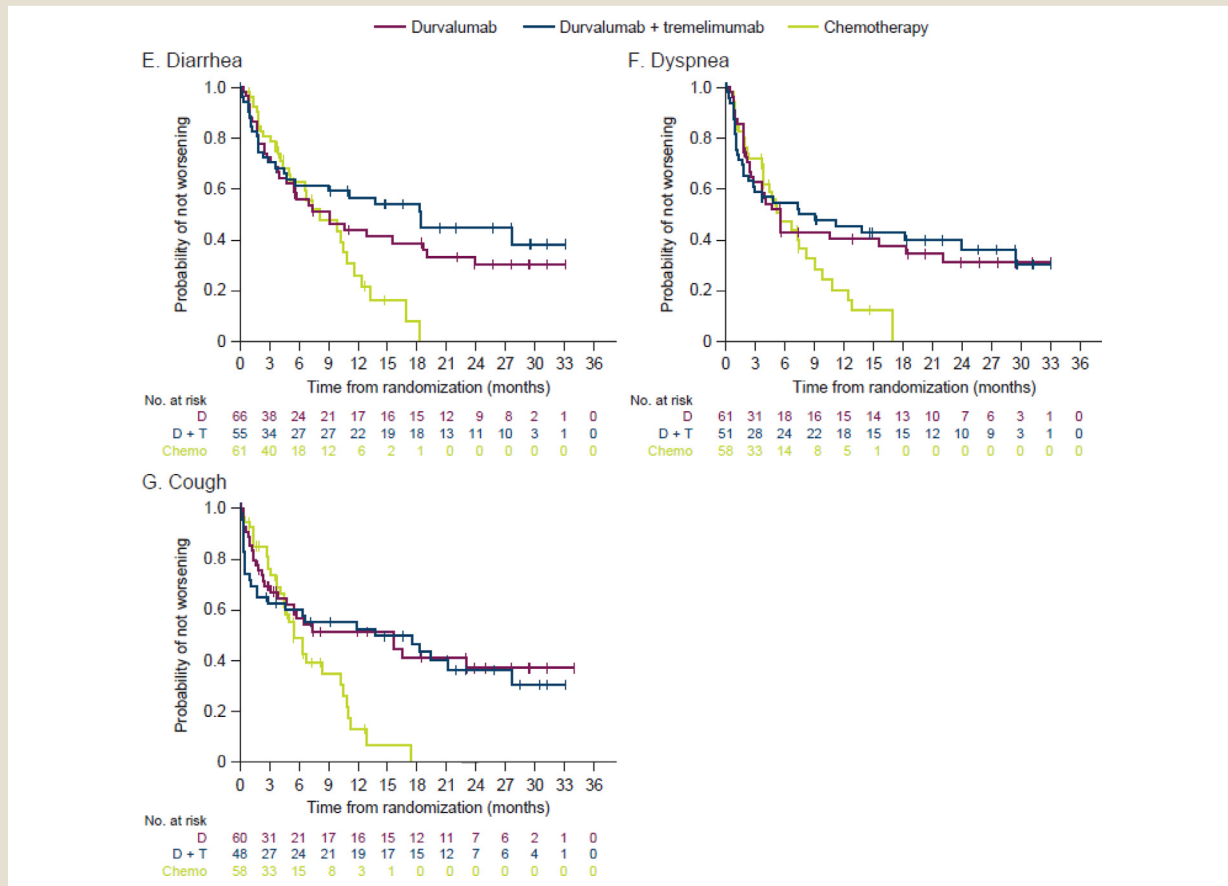 Durvalumab Durvalumab + tremelimumab Chemotherapy
E. Diarrhea
1.0
0.8
0.6
0.4
0.2
0
Probability of not worsening
0 3 6 9 12 15 18 21 24 27 30 33 36
Time from randomization (months)
No. at risk
D 66 38 24 21 17 16 15 12 9 8 2 1 0
D + T 55 34 27 27 22 19 18 13 11 10 3 1 0
Chemo 61 40 18 12 6 2 1 0 0 0 0 0 0
F. Dyspnea
1.0
0.8
0.6
0.4
0.2
0
Probability of not worsening
0 3 6 9 12 15 18 21 24 27 30 33 36
Time from randomization (months)
No. at risk
D 61 31 18 16 15 14 13 10 7 6 3 1 0
D + T 51 28 24 22 18 15 15 12 10 9 3 1 0
Chemo 58 33 14 8 5 1 0 0 0 0 0 0 0
G. Cough
1.0
0.8
0.6
0.4
0.2
0
Probability of not worsening
0 3 6 9 12 15 18 21 24 27 30 33 36
Time from randomization (months)
No. at risk
D 60 31 21 17 16 15 12 11 7 6 2 1 0
D + T 48 27 24 21 19 17 15 12 7 6 4 1 0
Chemo 58 33 15 8 3 1 0 0 0 0 0 0 0